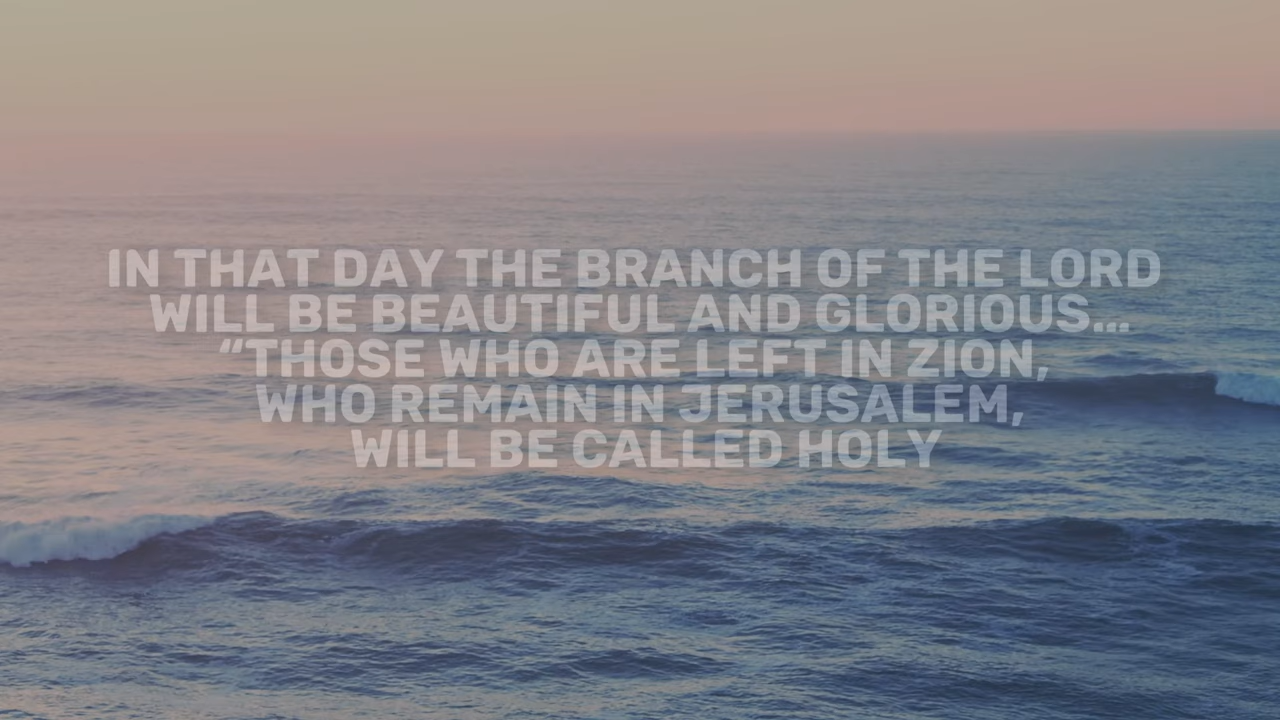 IN THAT DAY THE BRANCH OF THE LORD
WILL BE BEAUTIFUL AND GLORIOUS...
“THOSE WHO ARE LEFT IN ZION,
WHO REMAIN IN JERUSALEM,
WILL BE CALLED HOLY